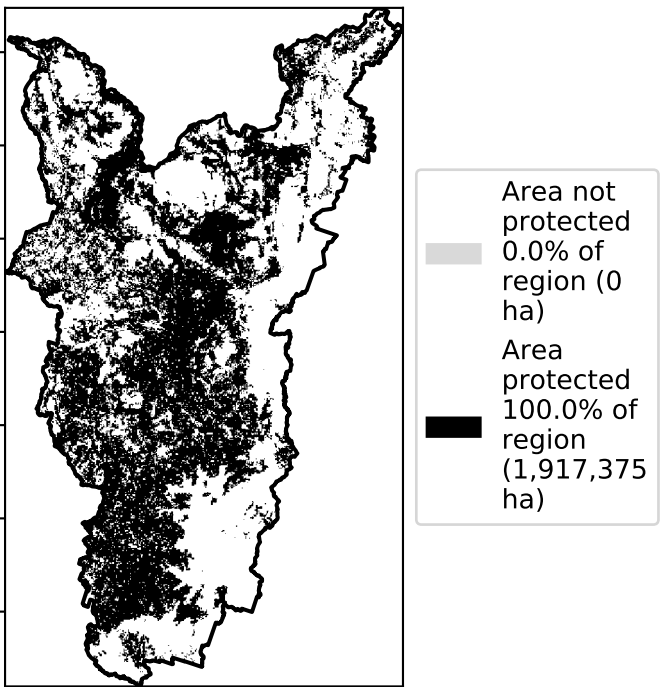 Area not
protected
0.0% of
region (0
ha)
Area
protected
100.0% of
region
(1,917,375
ha)